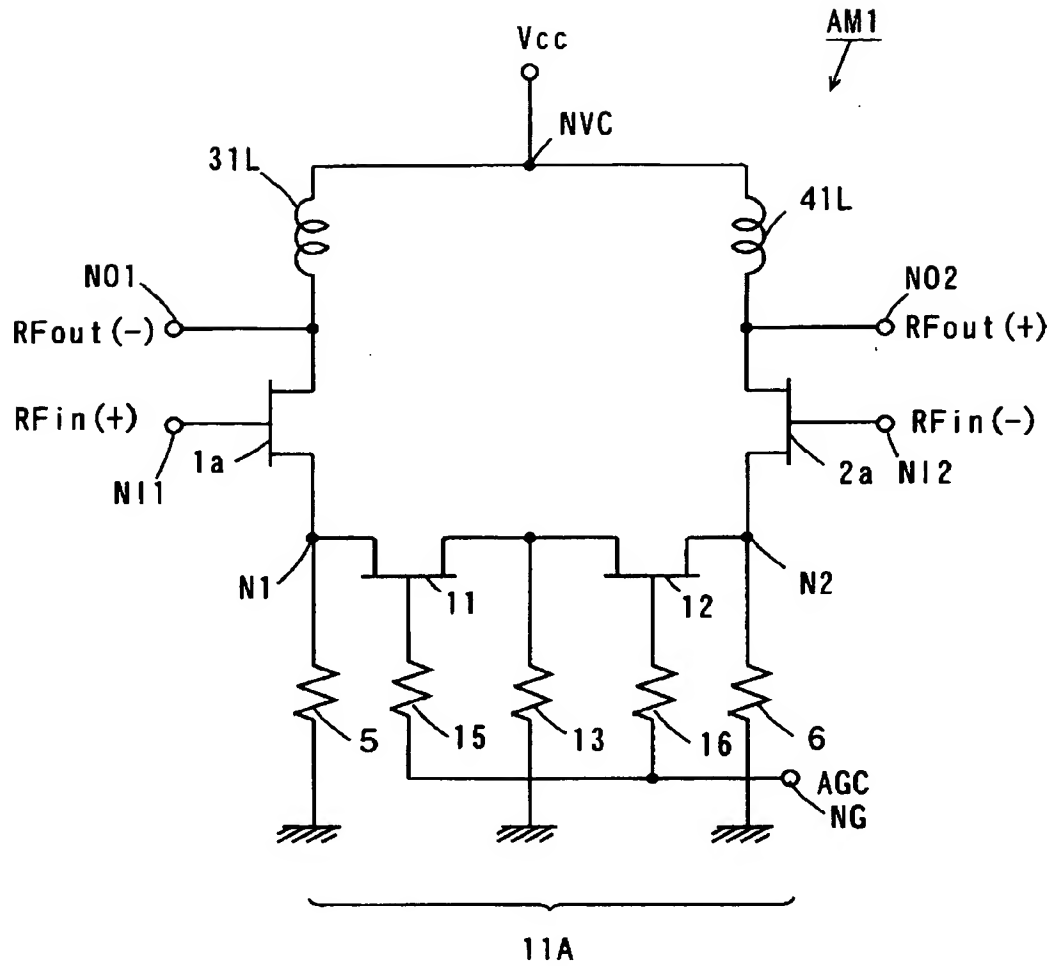 AM1
Vcc
NVC
31L
41L
NO1
NO2
RFout(-)
RFout(+)
RFin(+)
RFin(-)
1a
2a
NI1
NI2
N1
N2
11
12
5
15
13
16
6
AGC
NG
11A